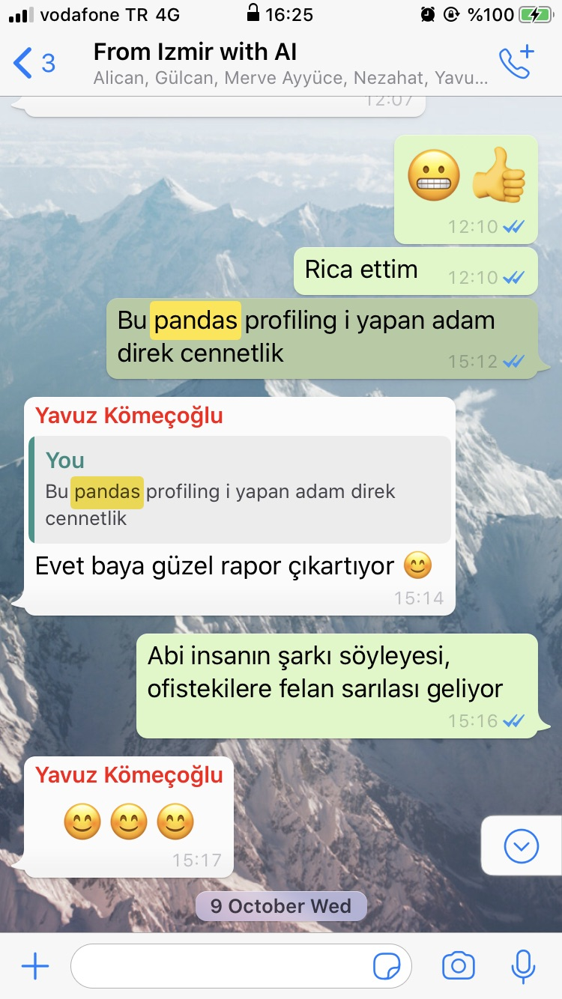 vodafone TR 4G 16:25 %100
3 From Izmir with AI
Alican, Gülcan, Merve Ayyüce, Nezahat, Yavu...
12:07
12:10
Rica ettim 12:10
Bu pandas profiling i yapan adam
direk cennetlik 15:12
Yavuz Kömeçoğlu
You
Bu pandas profiling i yapan adam direk
cennetlik
Evet baya güzel rapor çıkartıyor 😊
15:14
Abi insanın şarkı söyleyesi,
ofistekilere felan sarılası geliyor
15:16
Yavuz Kömeçoğlu
😊😊😊
15:17
9 October Wed